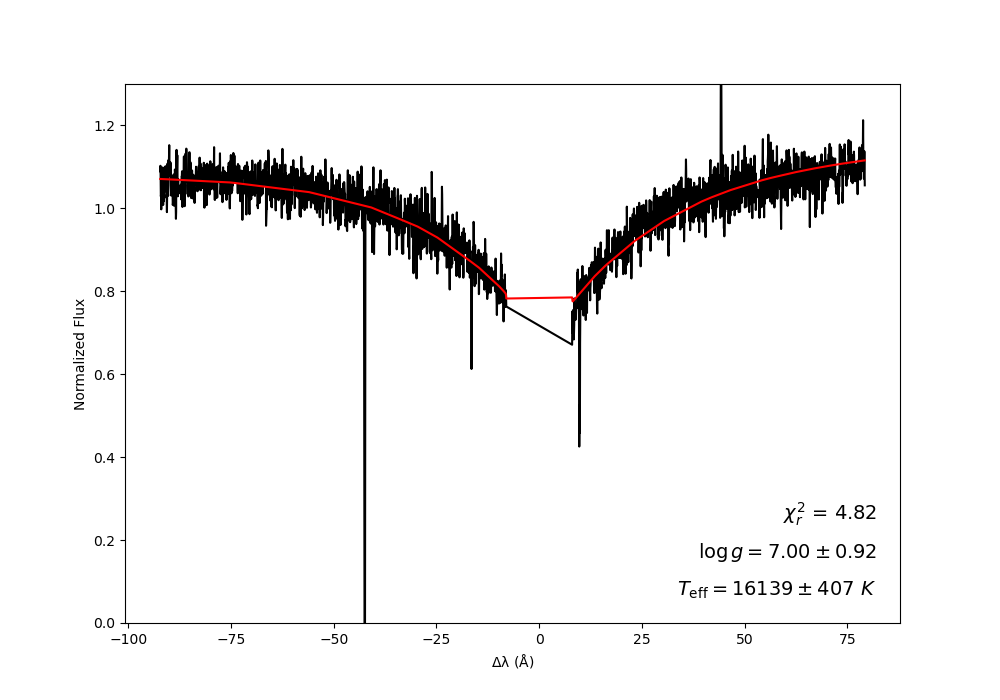 1.2
1.0
0.8
0.6
0.4
0.2
0.0
Normalized Flux
χ²ᵣ = 4.82
log g = 7.00 ± 0.92
T_eff = 16139 ± 407 K
−100 −75 −50 −25 0 25 50 75
Δλ (Å)